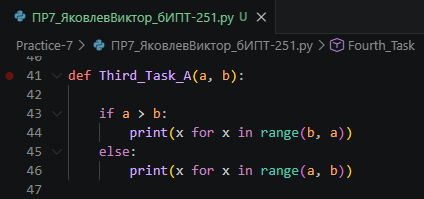 ПР7_ЯковлевВиктор_бИПТ-251.py U
Practice-7 > ПР7_ЯковлевВиктор_бИПТ-251.py > Fourth_Task
40
41 def Third_Task_A(a, b):
42
43 if a > b:
44 print(x for x in range(b, a))
45 else:
46 print(x for x in range(a, b))
47